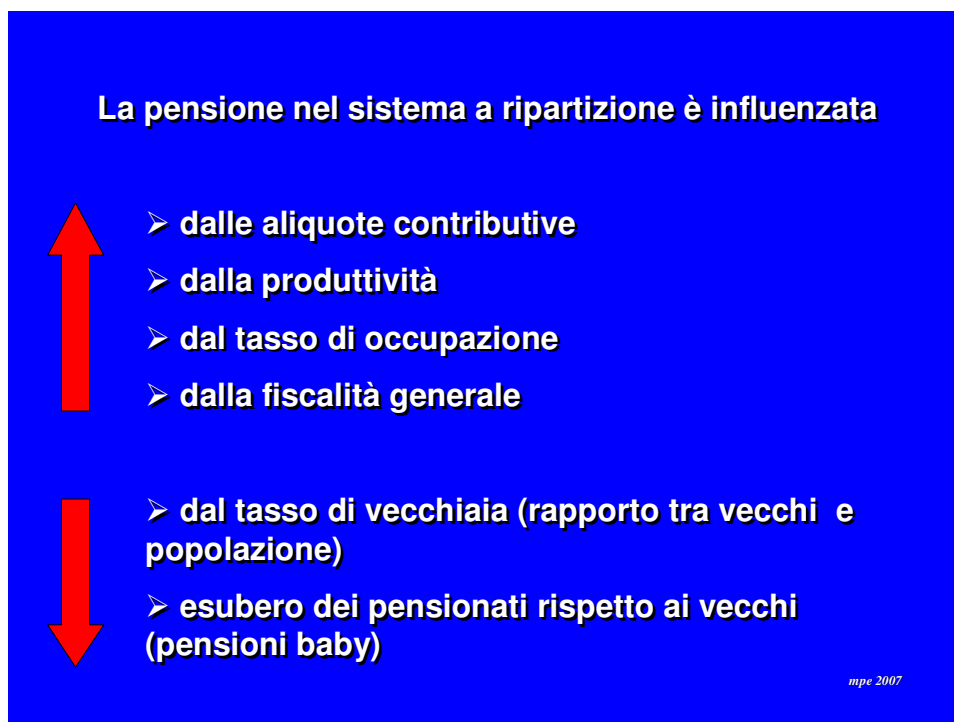 La pensione nel sistema a ripartizione è influenzata
➢ dalle aliquote contributive
➢ dalla produttività
➢ dal tasso di occupazione
➢ dalla fiscalità generale
➢ dal tasso di vecchiaia (rapporto tra vecchi e
popolazione)
➢ esubero dei pensionati rispetto ai vecchi
(pensioni baby)
mpe 2007